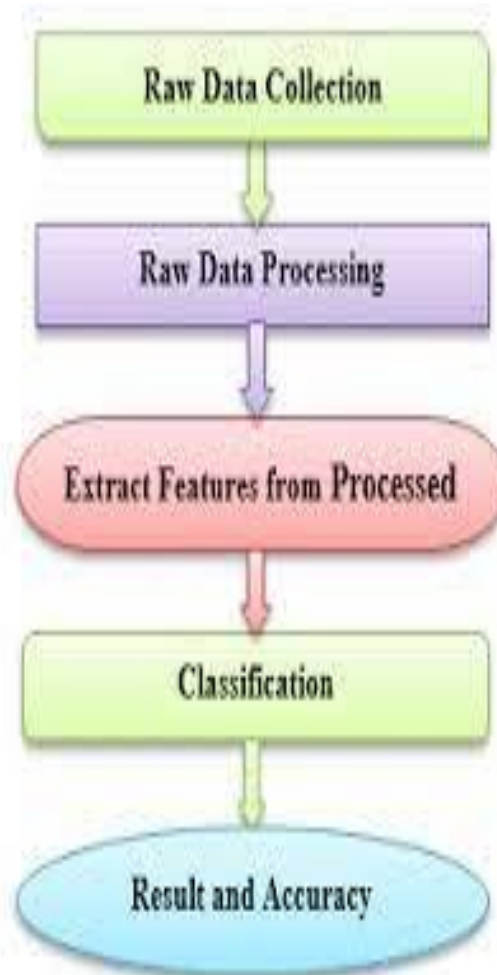 Raw Data Collection
Raw Data Processing
Extract Features from Processed
Classification
Result and Accuracy